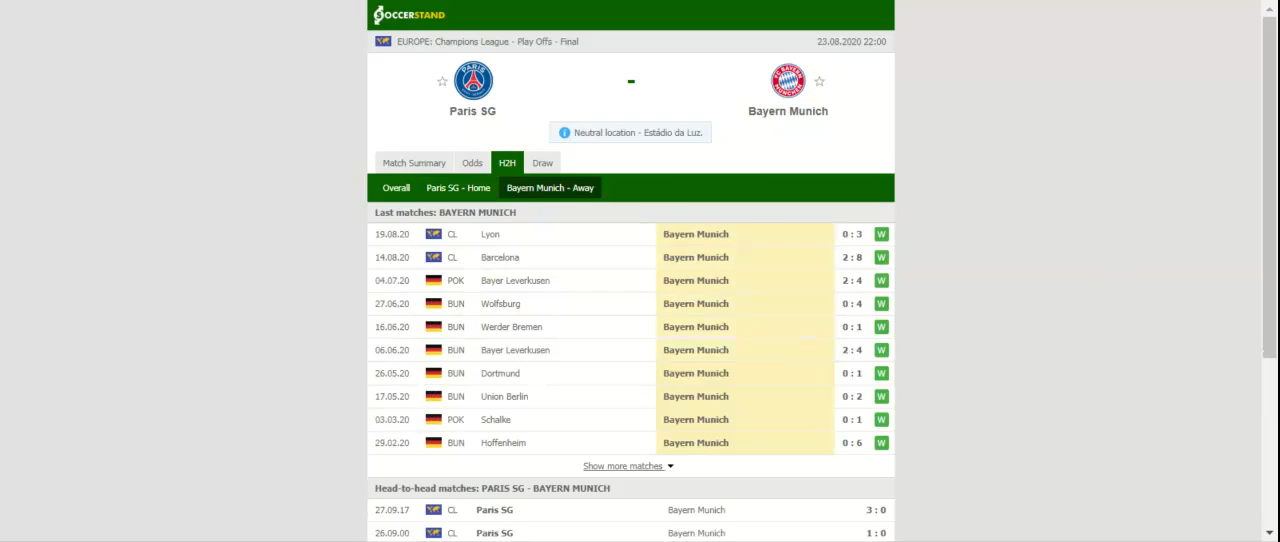 SOCCERSTAND
EUROPE: Champions League - Play Offs - Final 23.08.2020 22:00
PARIS
FC BAYERN MÜNCHEN
-
Paris SG Bayern Munich
Neutral location - Estádio da Luz.
Match Summary Odds H2H Draw
Overall Paris SG - Home Bayern Munich - Away
Last matches: BAYERN MUNICH
19.08.20 CL Lyon Bayern Munich 0 : 3 W
14.08.20 CL Barcelona Bayern Munich 2 : 8 W
04.07.20 POK Bayer Leverkusen Bayern Munich 2 : 4 W
27.06.20 BUN Wolfsburg Bayern Munich 0 : 4 W
16.06.20 BUN Werder Bremen Bayern Munich 0 : 1 W
06.06.20 BUN Bayer Leverkusen Bayern Munich 2 : 4 W
26.05.20 BUN Dortmund Bayern Munich 0 : 1 W
17.05.20 BUN Union Berlin Bayern Munich 0 : 2 W
03.03.20 POK Schalke Bayern Munich 0 : 1 W
29.02.20 BUN Hoffenheim Bayern Munich 0 : 6 W
Show more matches
Head-to-head matches: PARIS SG - BAYERN MUNICH
27.09.17 CL Paris SG Bayern Munich 3 : 0
26.09.00 CL Paris SG Bayern Munich 1 : 0